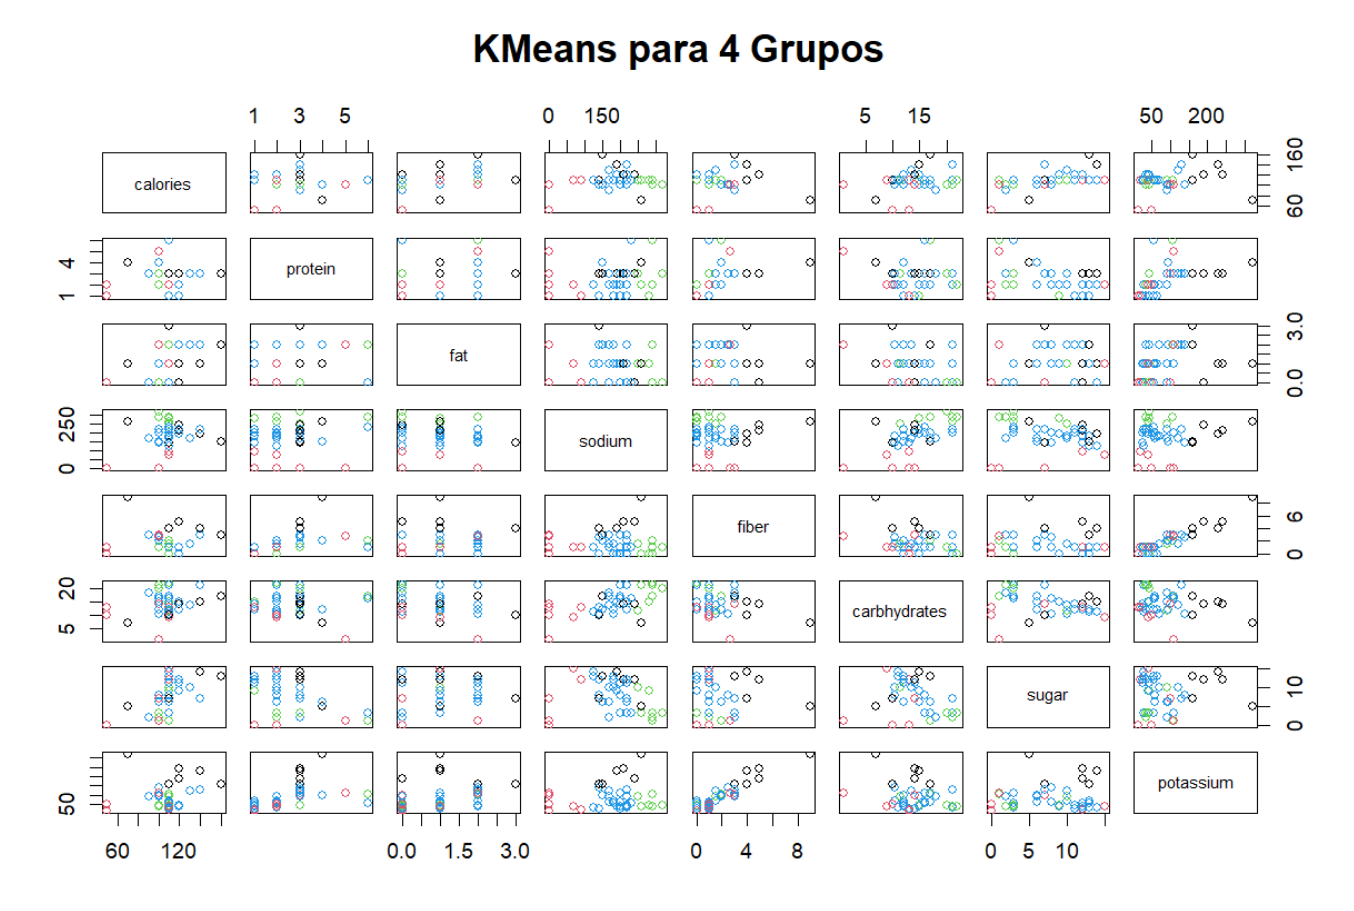 KMeans para 4 Grupos
1 3 5 0 150 5 15 50 200
calories 60 160
4 1 protein
fat 0.0 3.0
250 0 sodium
fiber 0 6
20 5 carbhydrates
sugar 0 10
50 potassium
60 120 0.0 1.5 3.0 0 4 8 0 5 10